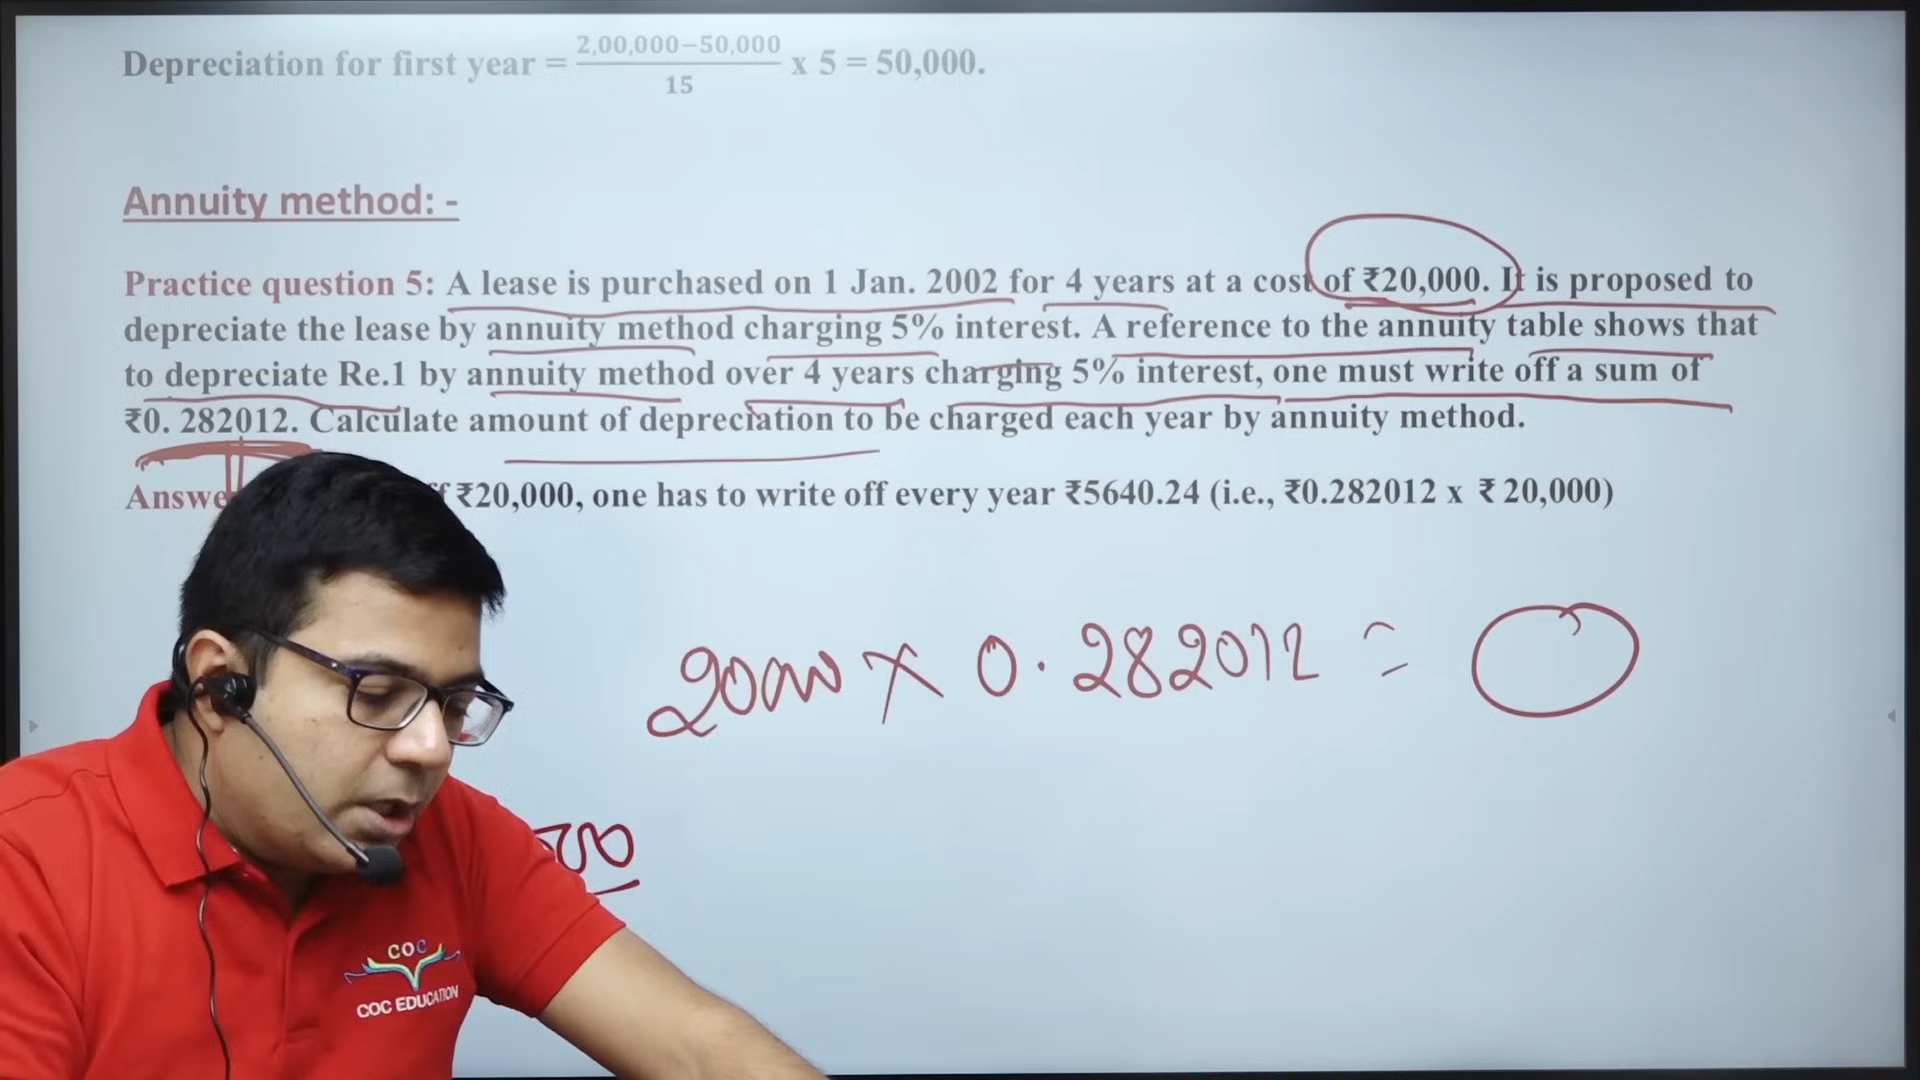 Depreciation for first year = 2,00,000−50,000 / 15 x 5 = 50,000.
Annuity method: -
Practice question 5: A lease is purchased on 1 Jan. 2002 for 4 years at a cost of ₹20,000. It is proposed to
depreciate the lease by annuity method charging 5% interest. A reference to the annuity table shows that
to depreciate Re.1 by annuity method over 4 years charging 5% interest, one must write off a sum of
₹0. 282012. Calculate amount of depreciation to be charged each year by annuity method.
₹20,000, one has to write off every year ₹5640.24 (i.e., ₹0.282012 x ₹ 20,000)
20000 x 0.282012 =
COC
COC EDUCATION